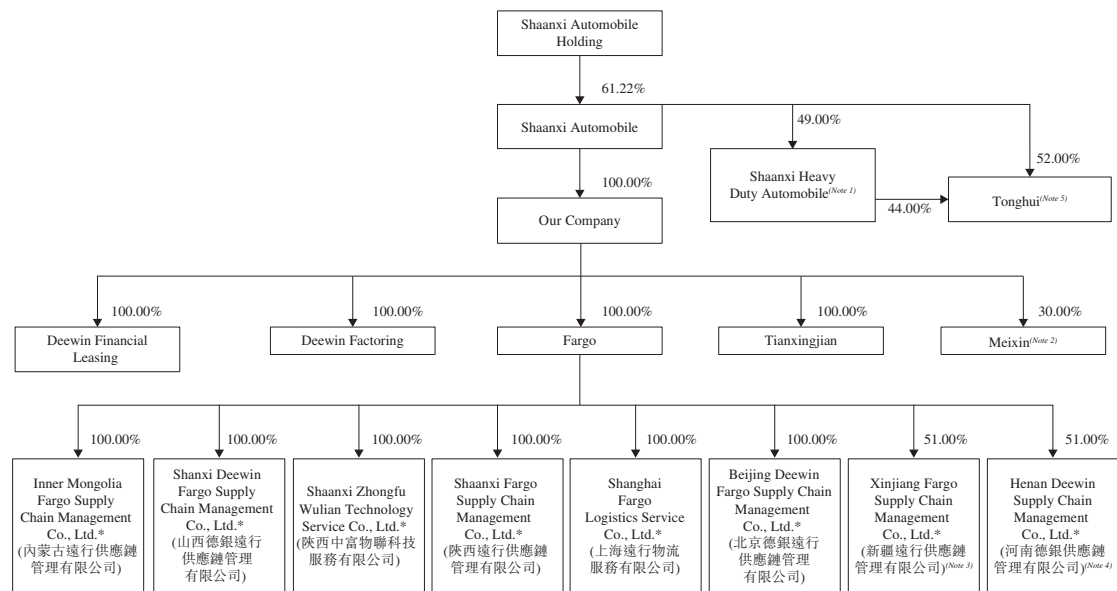 Shaanxi Automobile
Holding
61.22%
Shaanxi Automobile
49.00%
52.00%
100.00%
Shaanxi Heavy
Duty Automobile(Note 1)
44.00%
Tonghui(Note 5)
Our Company
100.00%
100.00%
100.00%
100.00%
30.00%
Deewin Financial
Leasing
Deewin Factoring
Fargo
Tianxingjian
Meixin(Note 2)
100.00%
100.00%
100.00%
100.00%
100.00%
100.00%
51.00%
51.00%
Inner Mongolia
Fargo Supply
Chain Management
Co., Ltd.*
(內蒙古遠行供應鏈
管理有限公司)
Shanxi Deewin
Fargo Supply
Chain Management
Co., Ltd.*
(山西德銀遠行
供應鏈管理
有限公司)
Shaanxi Zhongfu
Wulian Technology
Service Co., Ltd.*
(陝西中富物聯科技
服務有限公司)
Shaanxi Fargo
Supply Chain
Management
Co., Ltd.*
(陝西遠行供應鏈
管理有限公司)
Shanghai
Fargo
Logistics Service
Co., Ltd.*
(上海遠行物流
服務有限公司)
Beijing Deewin
Fargo Supply Chain
Management
Co., Ltd.*
(北京德銀遠行
供應鏈管理
有限公司)
Xinjiang Fargo
Supply Chain
Management
Co., Ltd.*
(新疆遠行供應鏈
管理有限公司)(Note 3)
Henan Deewin
Supply Chain
Management
Co., Ltd.*
(河南德銀供應鏈
管理有限公司)(Note 4)